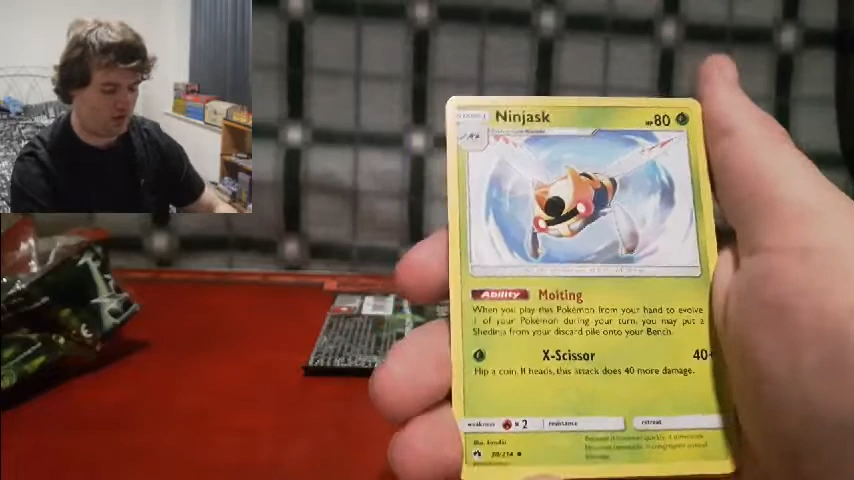 Ninjask
HP80
Ability Molting
When you play this Pokémon from your hand to evolve
1 of your Pokémon during your turn, you may put a
Shedinja from your discard pile onto your Bench.
X-Scissor 40+
Flip a coin. If heads, this attack does 40 more damage.
weakness ×2 resistance retreat
/214